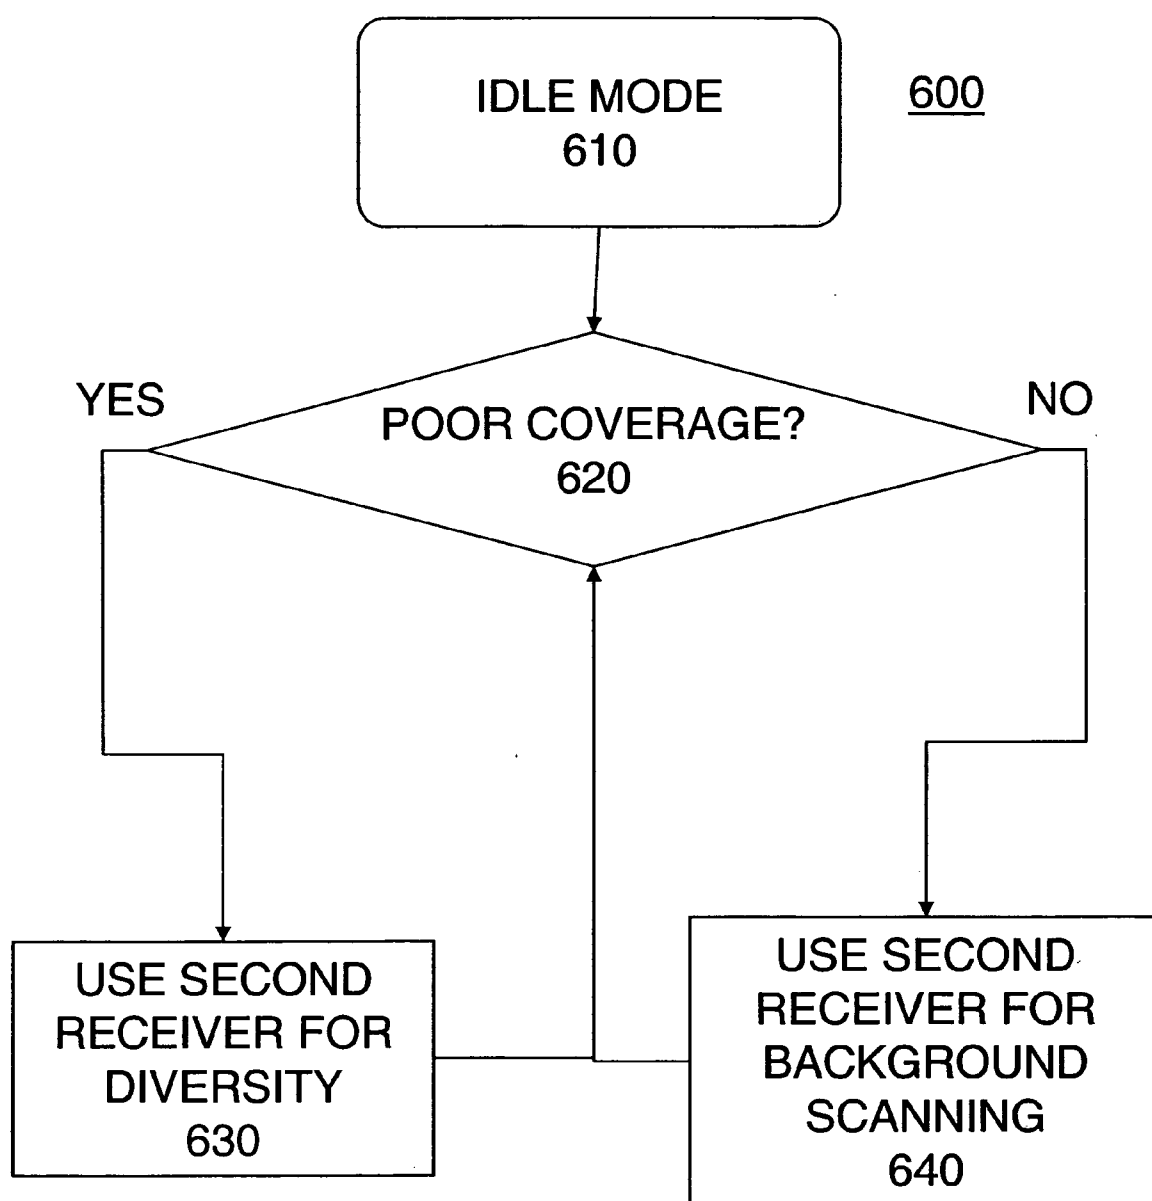 IDLE MODE
610
600
YES
NO
POOR COVERAGE?
620
USE SECOND
RECEIVER FOR
DIVERSITY
630
USE SECOND
RECEIVER FOR
BACKGROUND
SCANNING
640